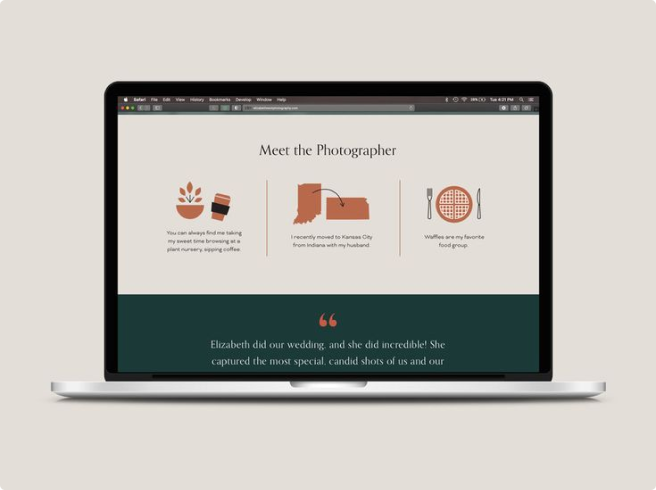 Safari File Edit View History Bookmarks Develop Window Help
Tue 4:21 PM
Meet the Photographer
You can always find me taking
my sweet time browsing at a
plant nursery, sipping coffee.
I recently moved to Kansas City
from Indiana with my husband
Waffles are my favorite
food group.
“
Elizabeth did our wedding, and she did incredible! She
captured the most special, candid shots of us and our